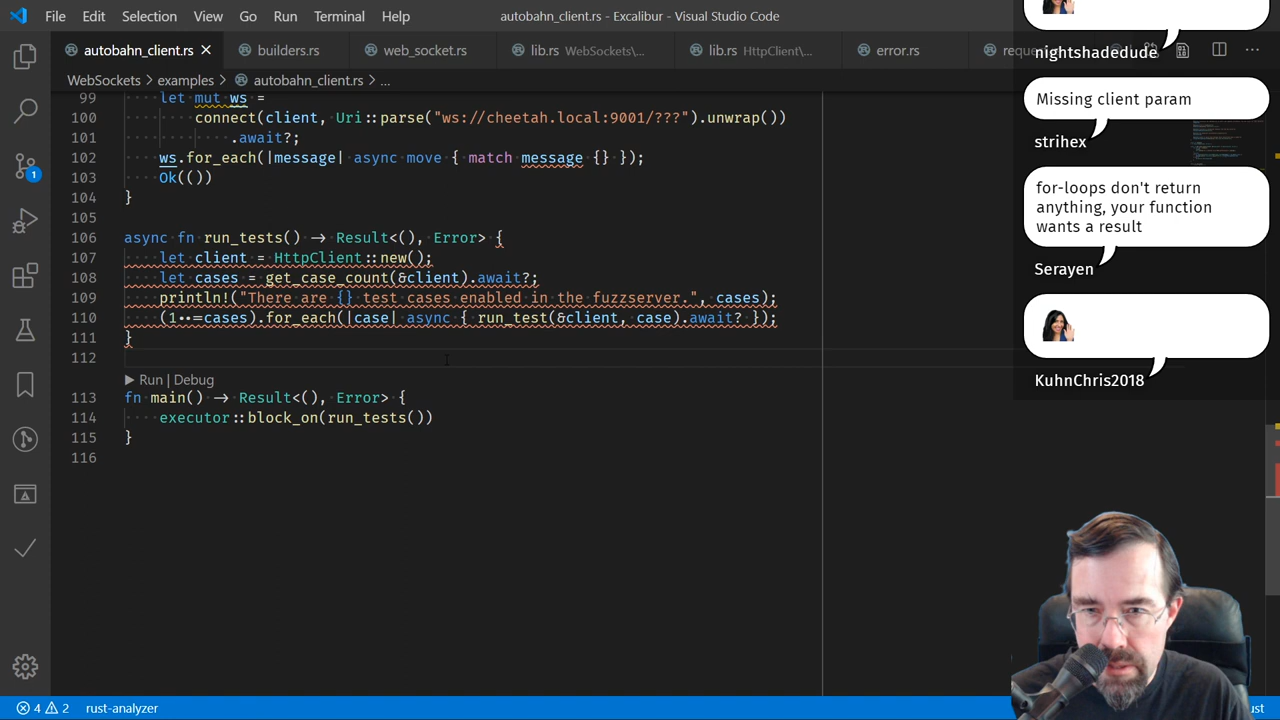 File Edit Selection View Go Run Terminal Help
autobahn_client.rs - Excalibur - Visual Studio Code
autobahn_client.rs
builders.rs
web_socket.rs
lib.rs WebSockets\...
lib.rs HttpClient\...
error.rs
WebSockets > examples > autobahn_client.rs > ...
99 let mut ws =
100 connect(client, Uri::parse("ws://cheetah.local:9001/???").unwrap())
101 .await?;
102 ws.for_each(|message| async move { match message {} });
103 Ok(())
104 }
105
106 async fn run_tests() -> Result<(), Error> {
107 let client = HttpClient::new();
108 let cases = get_case_count(&client).await?;
109 println!("There are {} test cases enabled in the fuzzserver.", cases);
110 (1..=cases).for_each(|case| async { run_test(&client, case).await? });
111 }
112
Run | Debug
113 fn main() -> Result<(), Error> {
114 executor::block_on(run_tests())
115 }
116
nightshadedude
Missing client param
strihex
for-loops don't return
anything, your function
wants a result
Serayen
KuhnChris2018
1
4 2 rust-analyzer